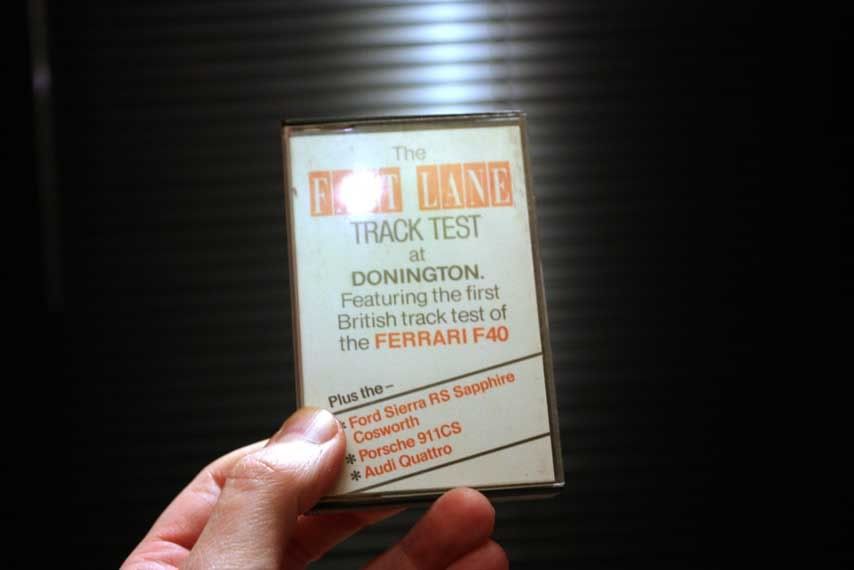 The
FAST LANE
TRACK TEST
at
DONINGTON.
Featuring the first
British track test of
the FERRARI F40
Plus the –
* Ford Sierra RS Sapphire
Cosworth
* Porsche 911CS
* Audi Quattro